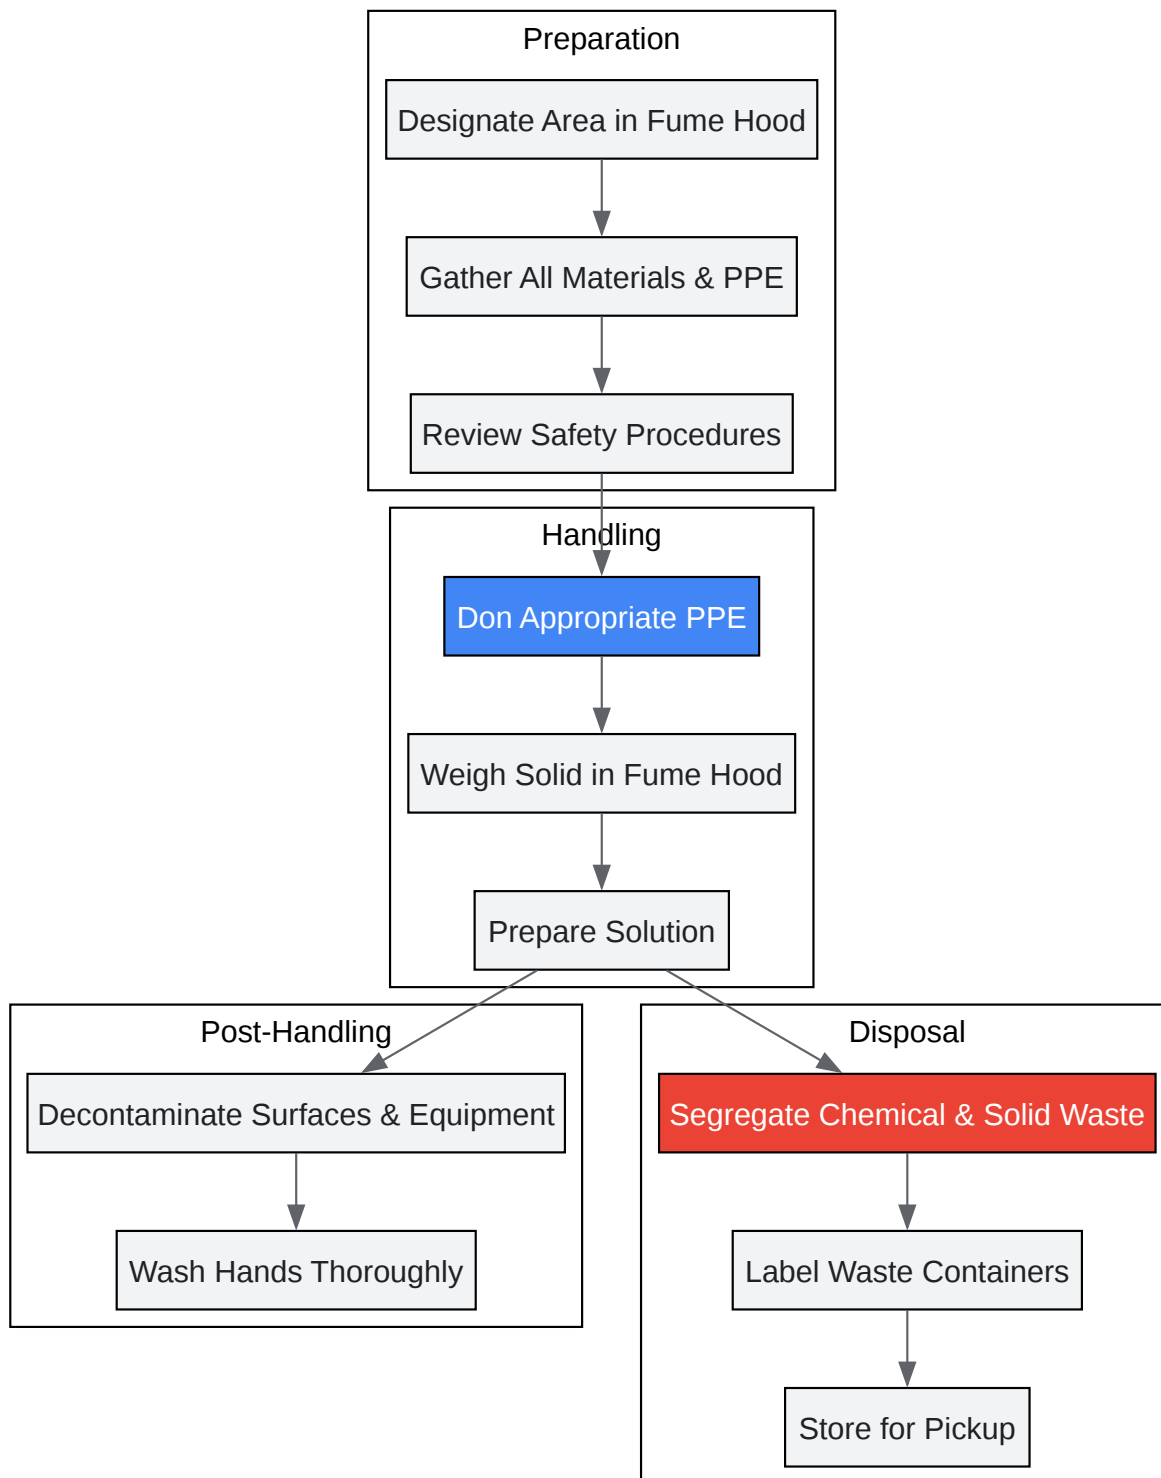 Preparation
Designate Area in Fume Hood
Gather All Materials & PPE
Review Safety Procedures
Handling
Don Appropriate PPE
Weigh Solid in Fume Hood
Prepare Solution
Post-Handling
Decontaminate Surfaces & Equipment
Wash Hands Thoroughly
Disposal
Segregate Chemical & Solid Waste
Label Waste Containers
Store for Pickup